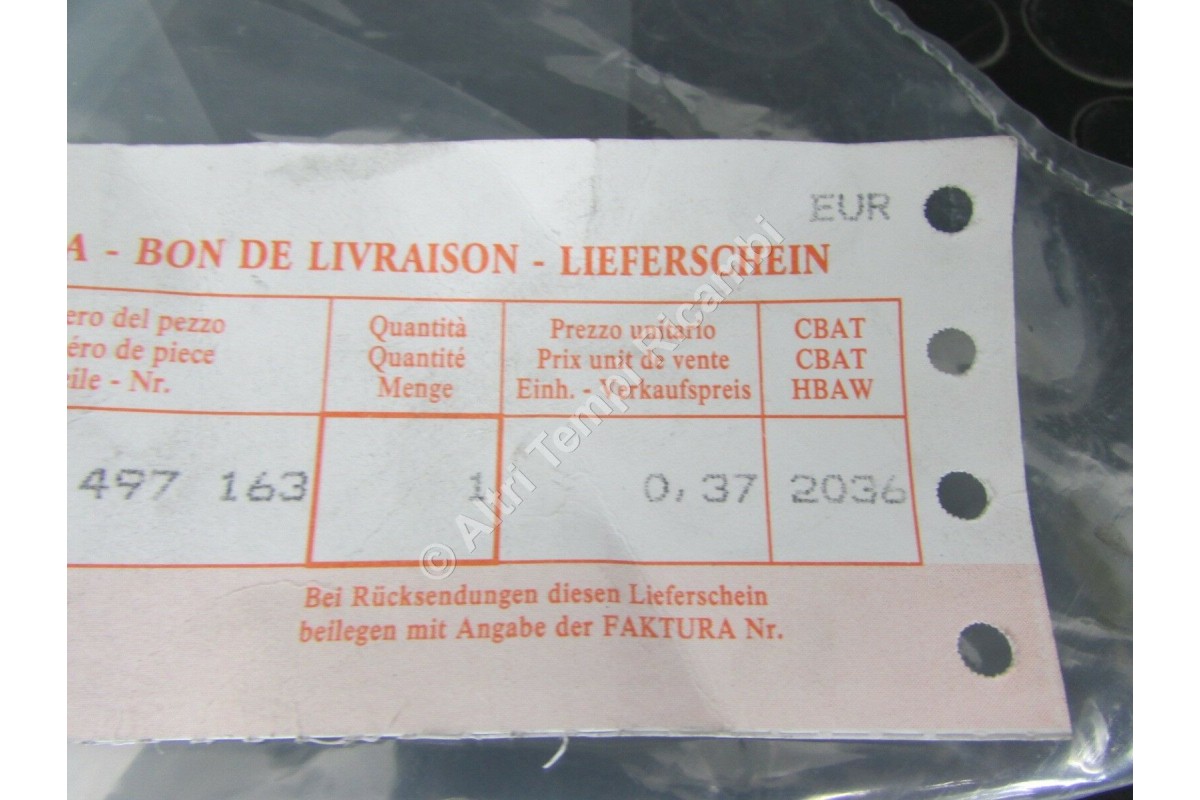 EUR
A - BON DE LIVRAISON - LIEFERSCHEIN
ero del pezzo
éro de piece
eile - Nr.
Quantità
Quantité
Menge
Prezzo unitario
Prix unit de vente
Einh. - Verkaufspreis
CBAT
CBAT
HBAW
497 163
1
0,37
2036
Bei Rücksendungen diesen Lieferschein
beilegen mit Angabe der FAKTURA Nr.
© Altri Tempi Ricambi